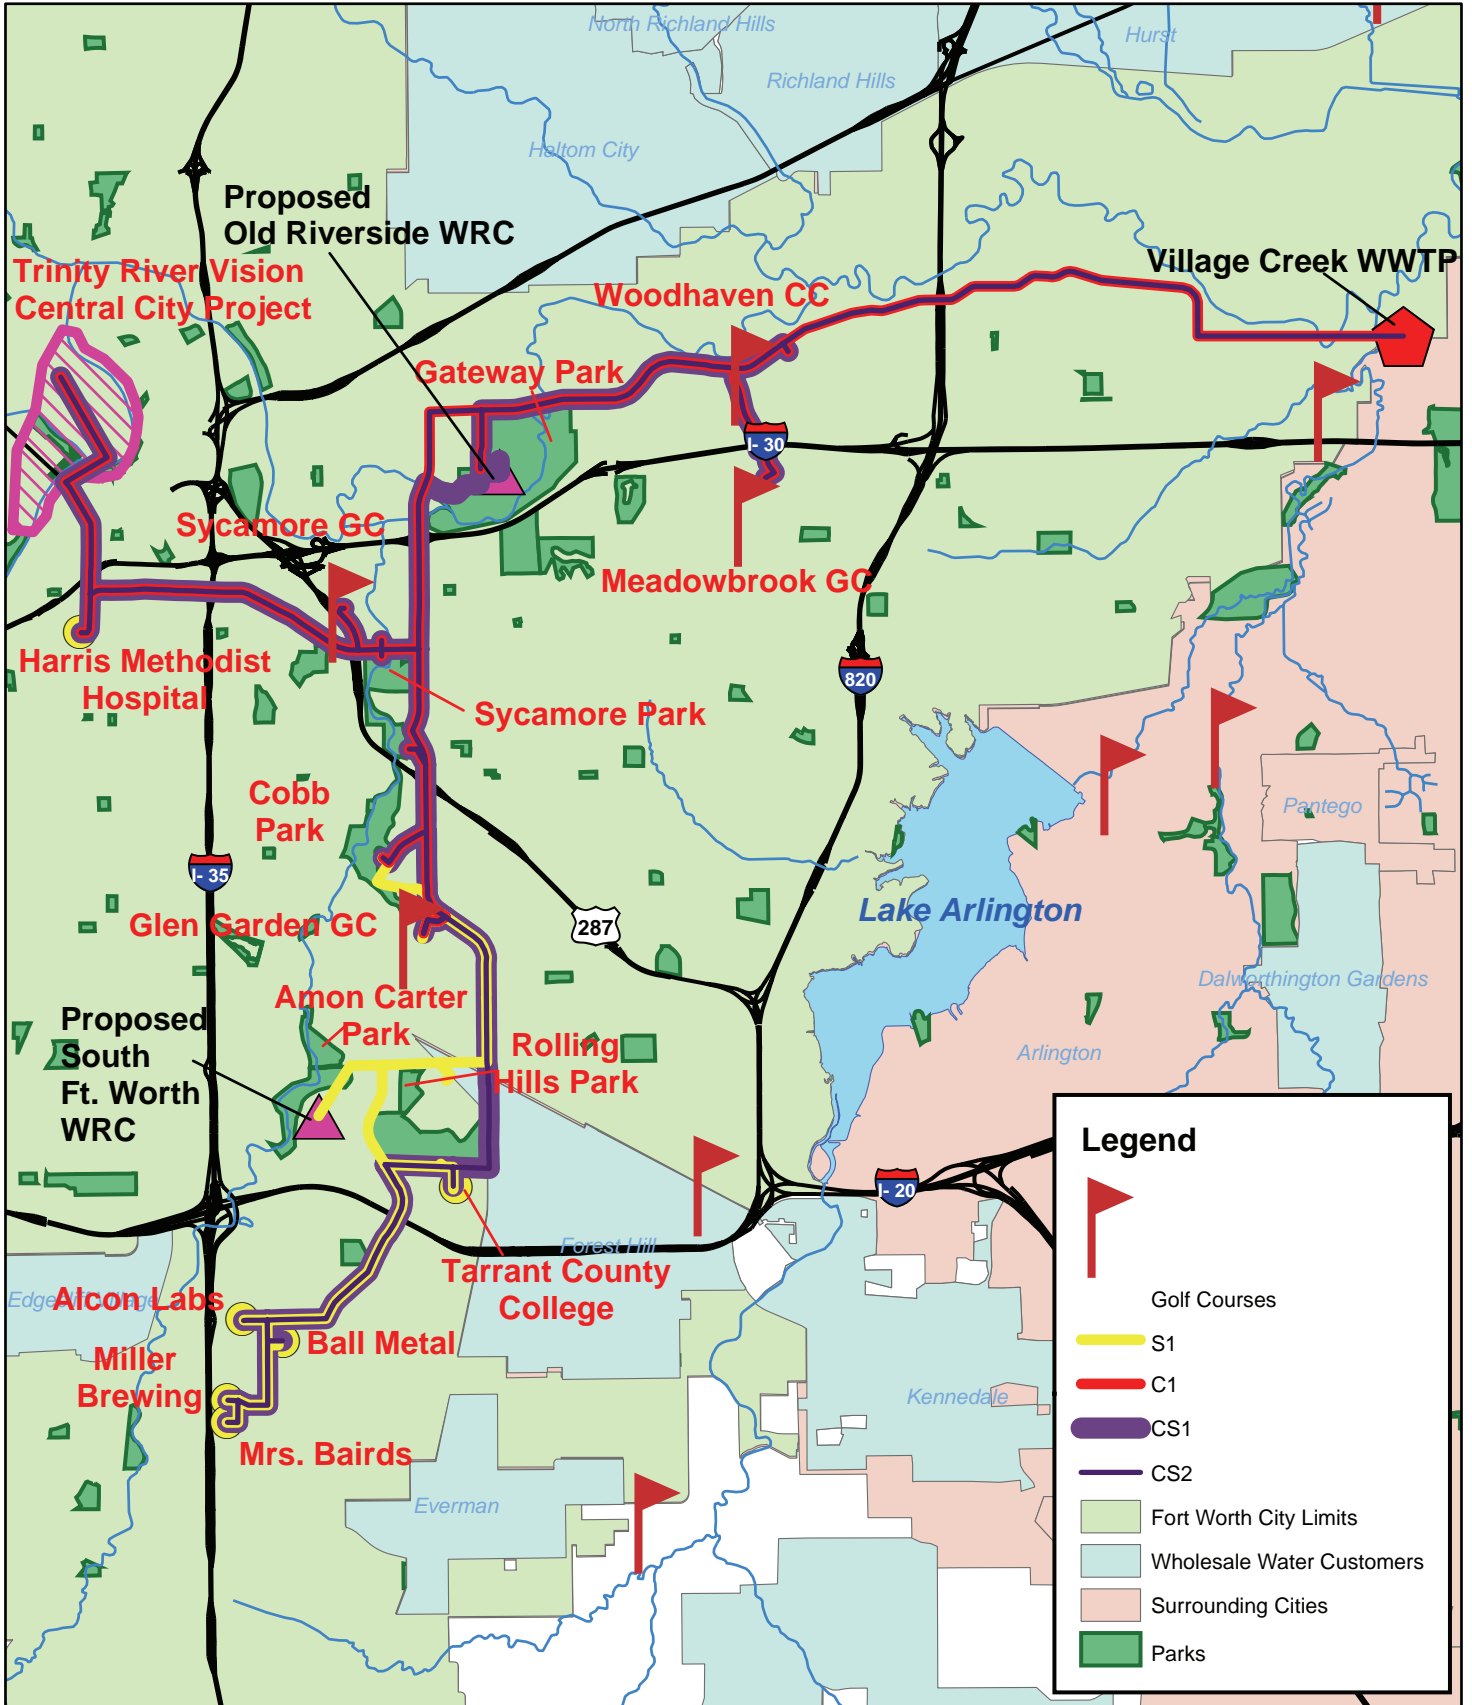 North Richland Hills
Hurst
Richland Hills
Haltom City
Proposed
Old Riverside WRC
Trinity River Vision
Central City Project
Village Creek WWTP
Woodhaven CC
Gateway Park
I- 30
Sycamore GC
Meadowbrook GC
Harris Methodist
Hospital
820
Sycamore Park
Cobb
Park
Pantego
I- 35
Lake Arlington
Glen Garden GC
287
Dalworthington Gardens
Amon Carter
Park
Proposed
South
Ft. Worth
WRC
Rolling
Hills Park
Arlington
I- 20
Forest Hill
Tarrant County
College
Edgecliff Village
Alcon Labs
Ball Metal
Miller
Brewing
Mrs. Bairds
Kennedale
Everman
Legend
Golf Courses
S1
C1
CS1
CS2
Fort Worth City Limits
Wholesale Water Customers
Surrounding Cities
Parks